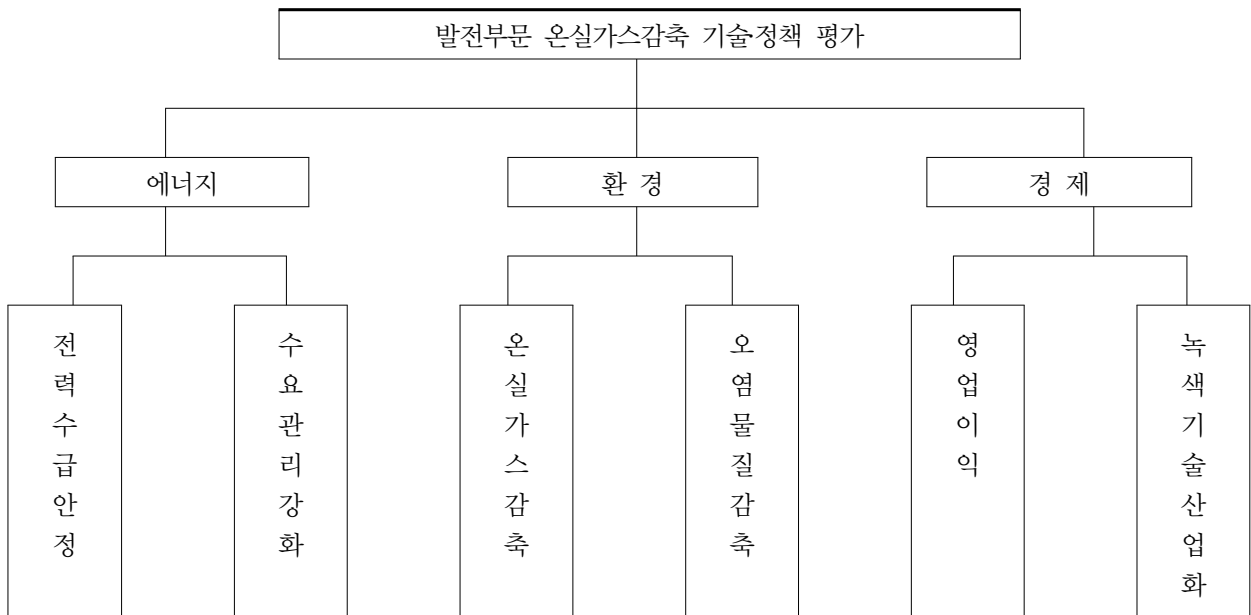 발전부문 온실가스감축 기술·정책 평가
에너지
환 경
경 제
전력수급안정
수요관리강화
온실가스감축
오염물질감축
영업이익
녹색기술산업화